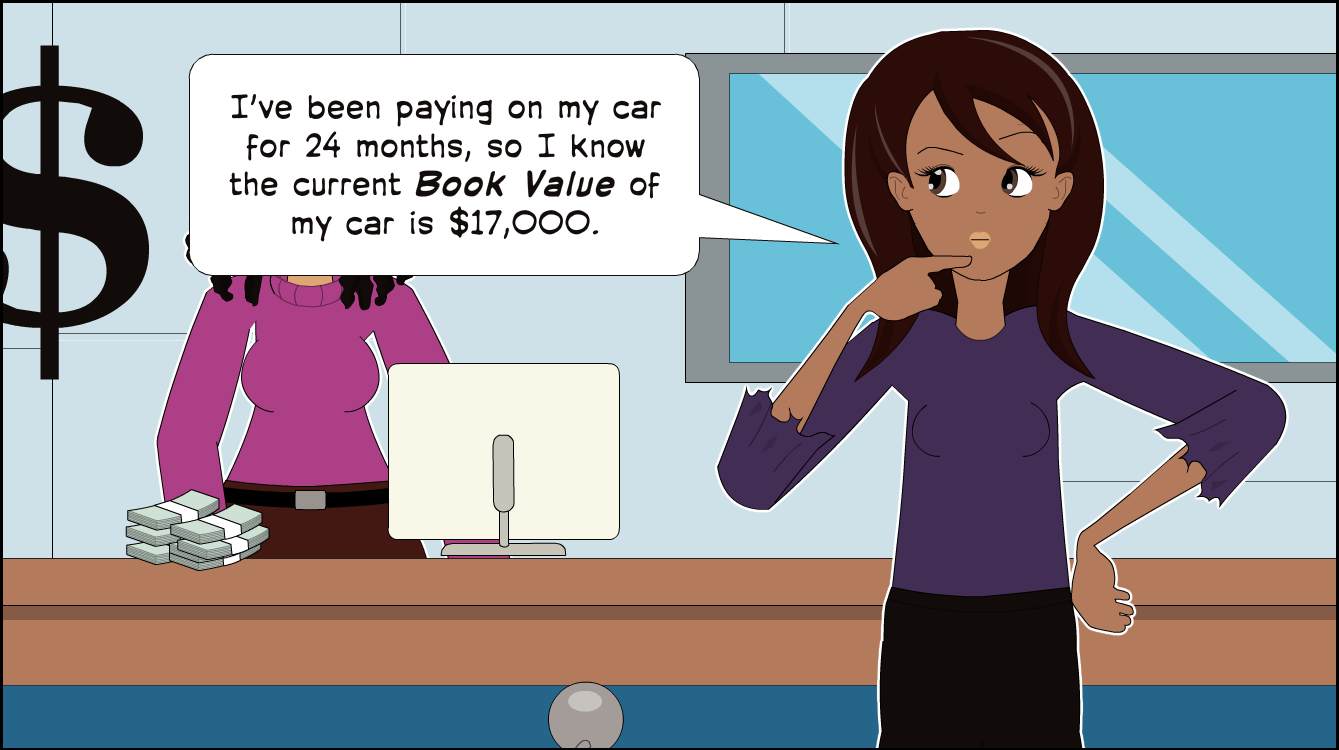 $
I've been paying on my car
for 24 months, so I know
the current Book Value of
my car is $17,000.